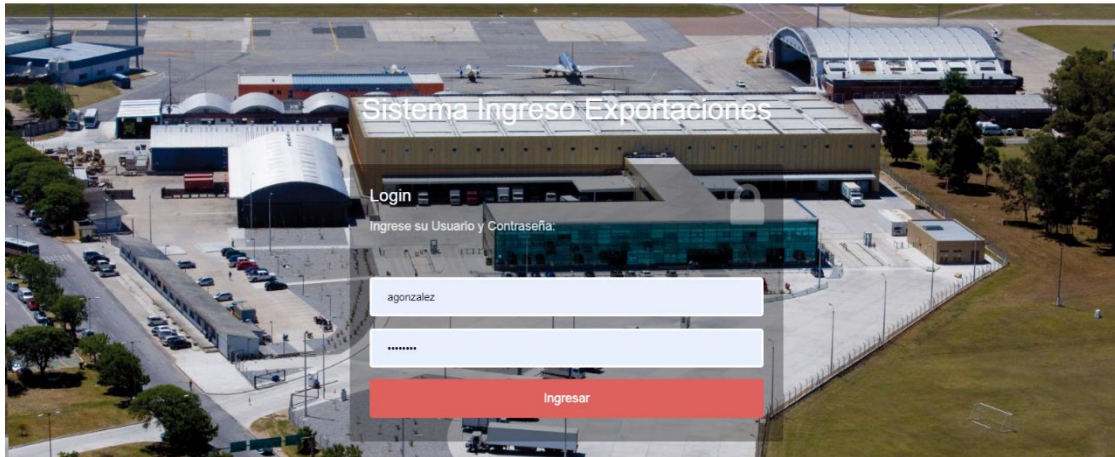 Sistema Ingreso Exportaciones
Login
Ingrese su Usuario y Contraseña:
agonzalez
••••••••
Ingresar